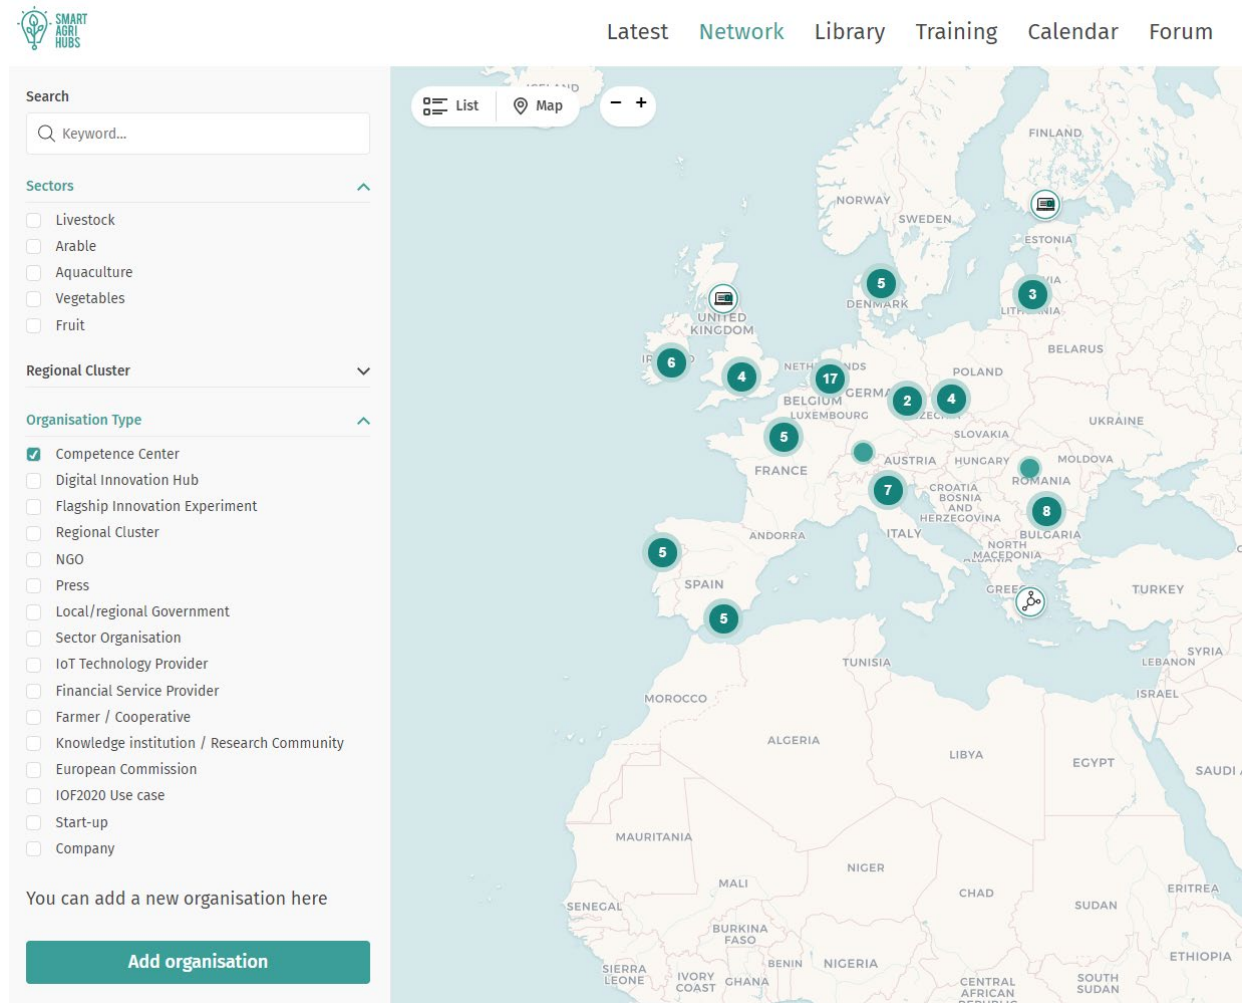 SMART
AGRI
HUBS
Latest Network Library Training Calendar Forum
Search
Keyword...
Sectors
Livestock
Arable
Aquaculture
Vegetables
Fruit
Regional Cluster
Organisation Type
Competence Center
Digital Innovation Hub
Flagship Innovation Experiment
Regional Cluster
NGO
Press
Local/regional Government
Sector Organisation
IoT Technology Provider
Financial Service Provider
Farmer / Cooperative
Knowledge institution / Research Community
European Commission
IOF2020 Use case
Start-up
Company
You can add a new organisation here
Add organisation
List Map − +
FINLAND
NORWAY
SWEDEN
ESTONIA
5
DENMARK
3
UNITED
KINGDOM
BELARUS
6
4
17
POLAND
BELGIUM
2
4
LUXEMBOURG
UKRAINE
5
SLOVAKIA
AUSTRIA HUNGARY MOLDOVA
FRANCE
ROMANIA
7
CROATIA
BOSNIA
AND
HERZEGOVINA
8
ANDORRA
ITALY
BULGARIA
NORTH
MACEDONIA
5
SPAIN
TURKEY
5
SYRIA
LEBANON
TUNISIA
ISRAEL
MOROCCO
ALGERIA
LIBYA
EGYPT
SAUDI
MAURITANIA
NIGER
MALI
CHAD
ERITREA
SENEGAL
SUDAN
BURKINA
FASO
ETHIOPIA
BENIN NIGERIA
SIERRA
LEONE
IVORY
COAST
GHANA
CENTRAL
AFRICAN
SOUTH
SUDAN